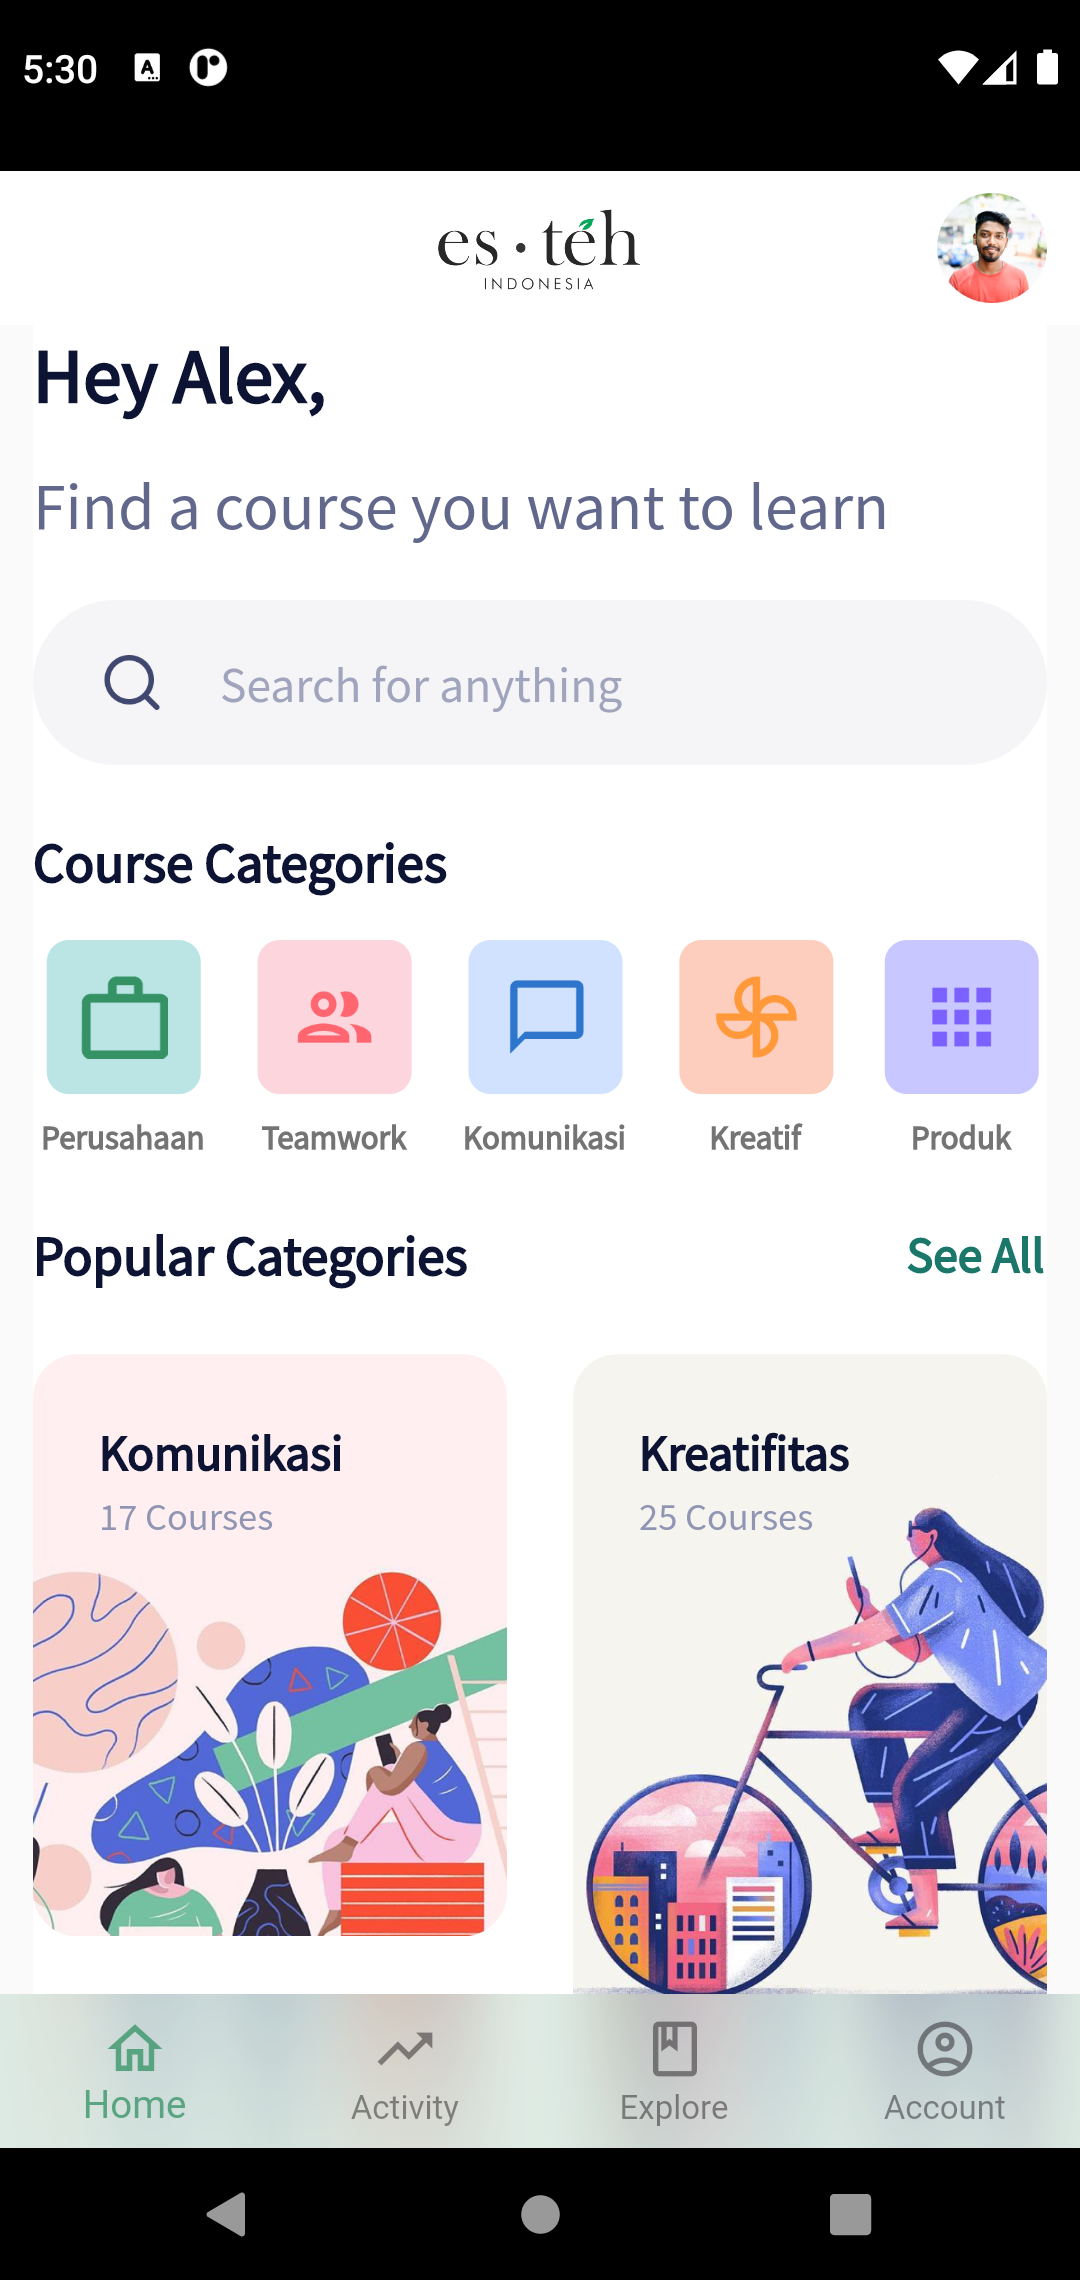 5:30
es · teh
INDONESIA
Hey Alex,
Find a course you want to learn
Search for anything
Course Categories
Perusahaan Teamwork Komunikasi Kreatif Produk
Popular Categories See All
Komunikasi
17 Courses
Kreatifitas
25 Courses
Home Activity Explore Account